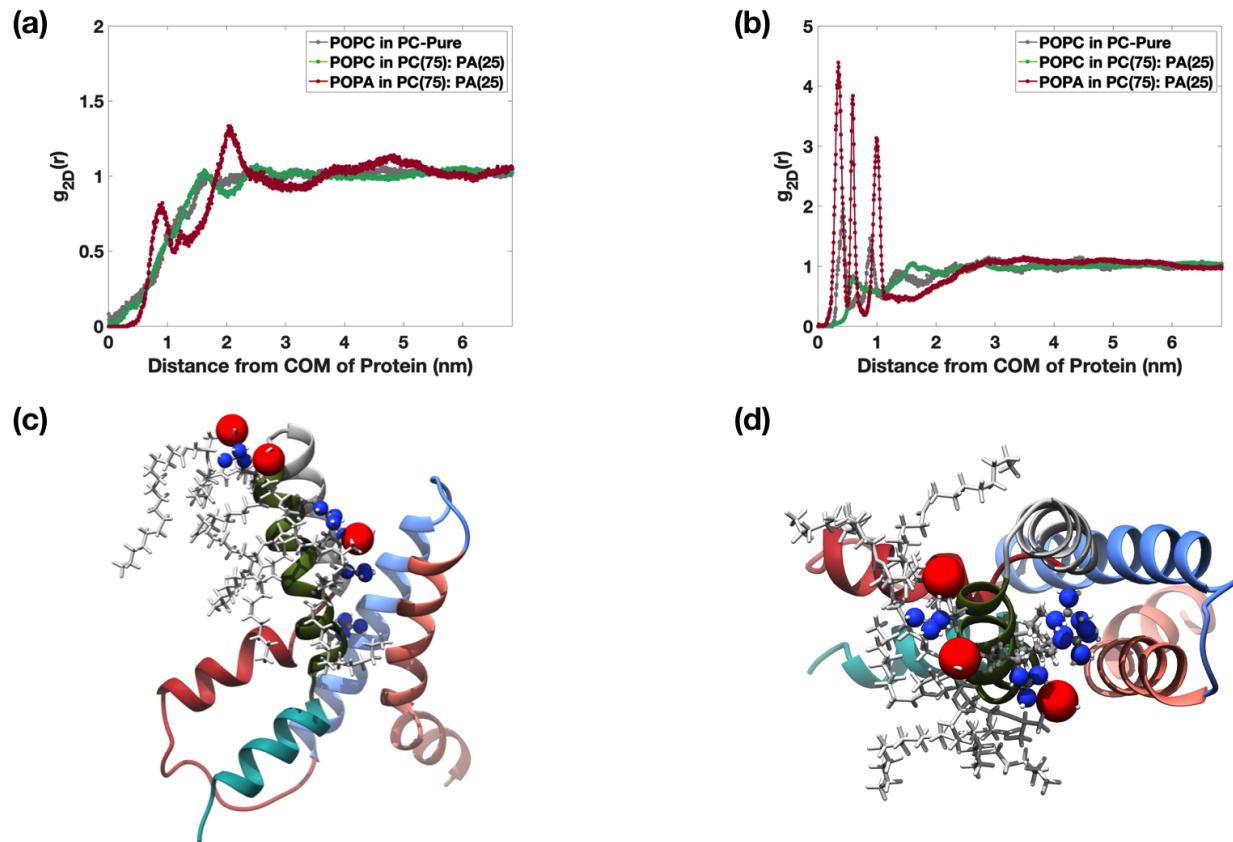 (a)
2
1.5
1
0.5
0
g2D(r)
POPC in PC-Pure
POPC in PC(75): PA(25)
POPA in PC(75): PA(25)
0 1 2 3 4 5 6
Distance from COM of Protein (nm)
(b)
5
4
3
2
1
0
g2D(r)
POPC in PC-Pure
POPC in PC(75): PA(25)
POPA in PC(75): PA(25)
0 1 2 3 4 5 6
Distance from COM of Protein (nm)
(c)
(d)